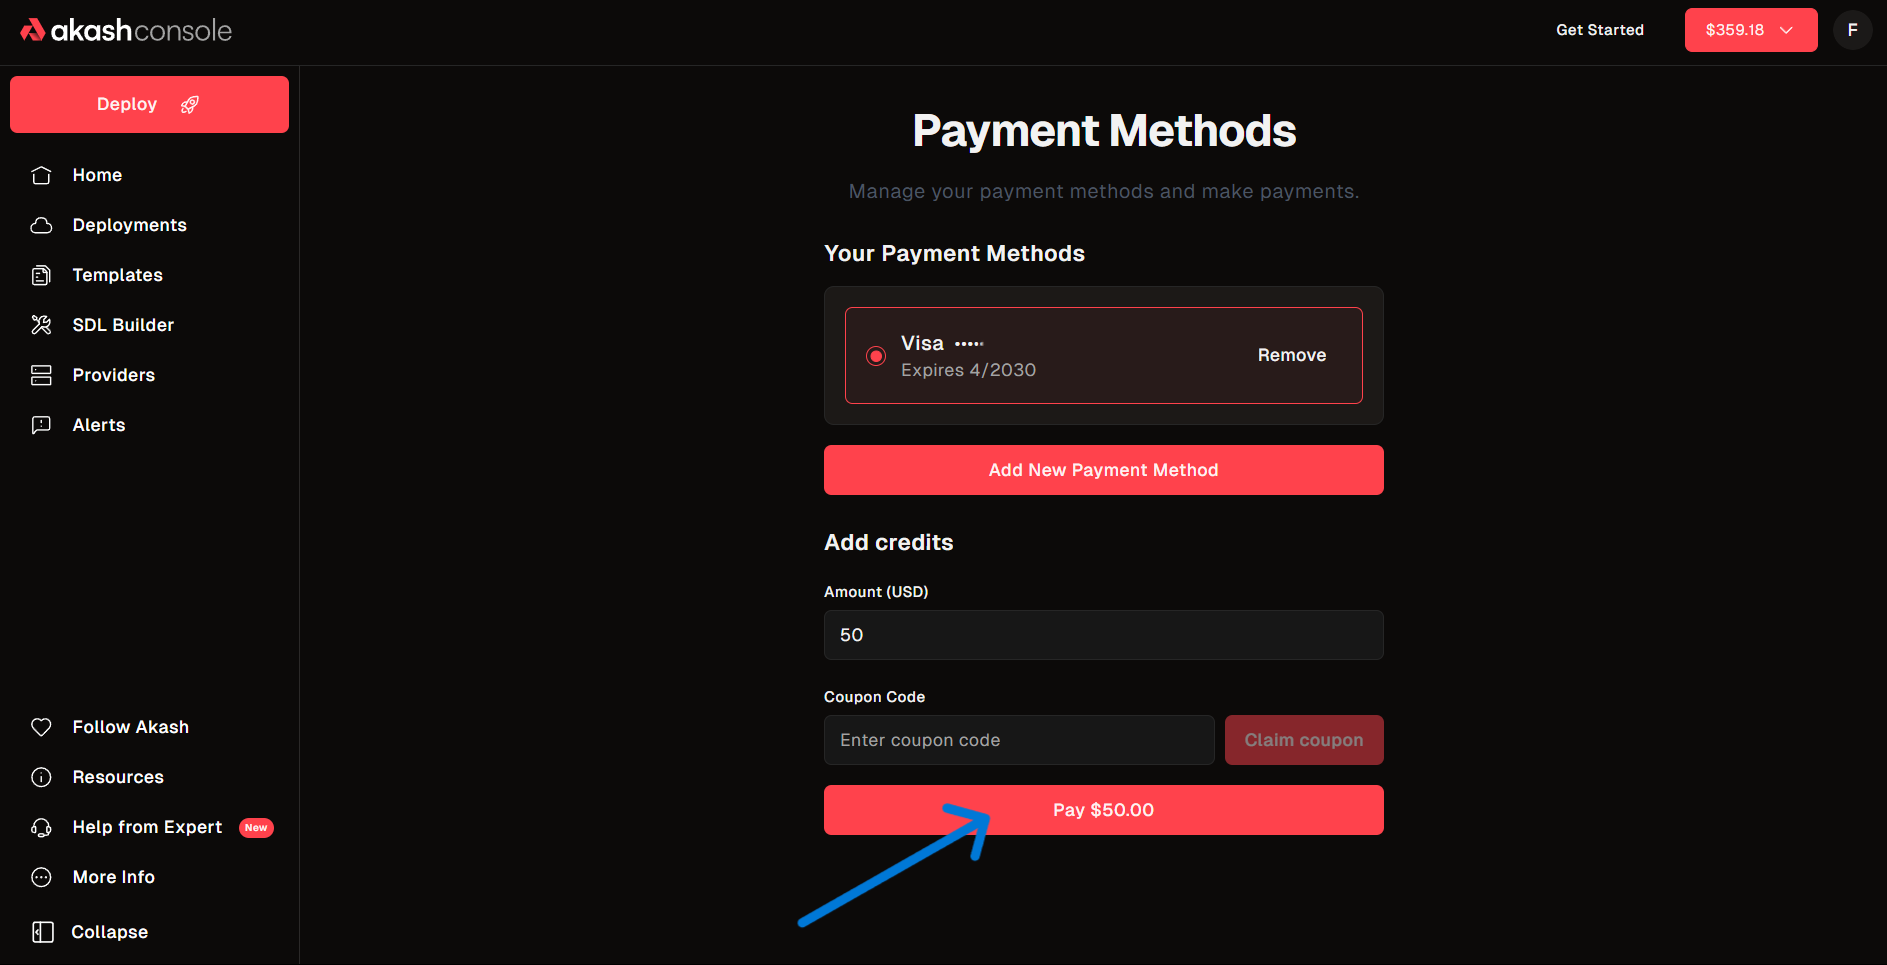 akashconsole
Get Started
$359.18
F
Deploy
Home
Deployments
Templates
SDL Builder
Providers
Alerts
Follow Akash
Resources
Help from Expert New
More Info
Collapse
Payment Methods
Manage your payment methods and make payments.
Your Payment Methods
Visa •••••
Expires 4/2030
Remove
Add New Payment Method
Add credits
Amount (USD)
50
Coupon Code
Enter coupon code
Claim coupon
Pay $50.00